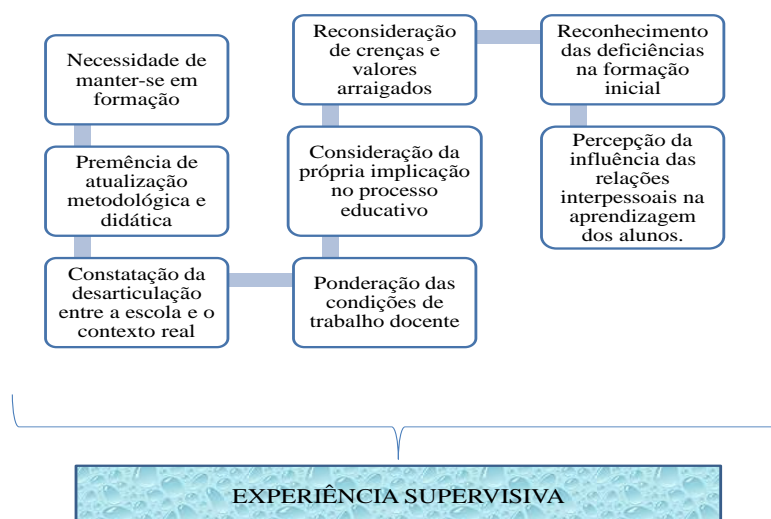 Necessidade de
manter-se em
formação
Premência de
atualização
metodológica e
didática
Constatação da
desarticulação
entre a escola e o
contexto real
Ponderação das
condições de
trabalho docente
Consideração da
própria implicação
no processo
educativo
Reconsideração
de crenças e
valores
arraigados
Reconhecimento
das deficiências
na formação
inicial
Percepção da
influência das
relações
interpessoais na
aprendizagem
dos alunos.
EXPERIÊNCIA SUPERVISIVA